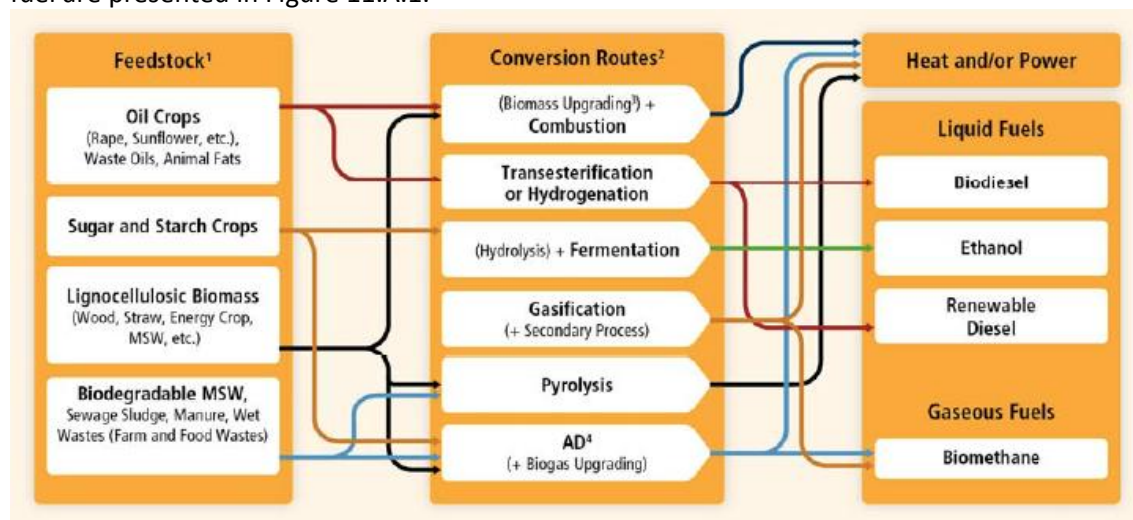 fuel are presented in Figure 11.A.1.
Feedstock¹
Oil Crops
(Rape, Sunflower, etc.),
Waste Oils, Animal Fats
Sugar and Starch Crops
Lignocellulosic Biomass
(Wood, Straw, Energy Crop,
MSW, etc.)
Biodegradable MSW,
Sewage Sludge, Manure, Wet
Wastes (Farm and Food Wastes)
Conversion Routes²
(Biomass Upgrading³) +
Combustion
Transesterification
or Hydrogenation
(Hydrolysis) + Fermentation
Gasification
(+ Secondary Process)
Pyrolysis
AD⁴
(+ Biogas Upgrading)
Heat and/or Power
Liquid Fuels
Biodiesel
Ethanol
Renewable
Diesel
Gaseous Fuels
Biomethane